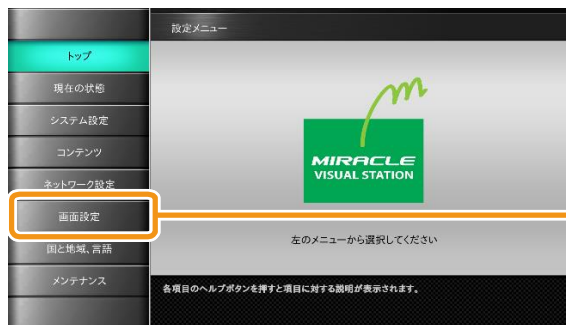 設定メニュー
トップ
現在の状態
システム設定
コンテンツ
ネットワーク設定
画面設定
国と地域、言語
メンテナンス
MIRACLE
VISUAL STATION
左のメニューから選択してください
各項目のヘルプボタンを押すと項目に対する説明が表示されます。